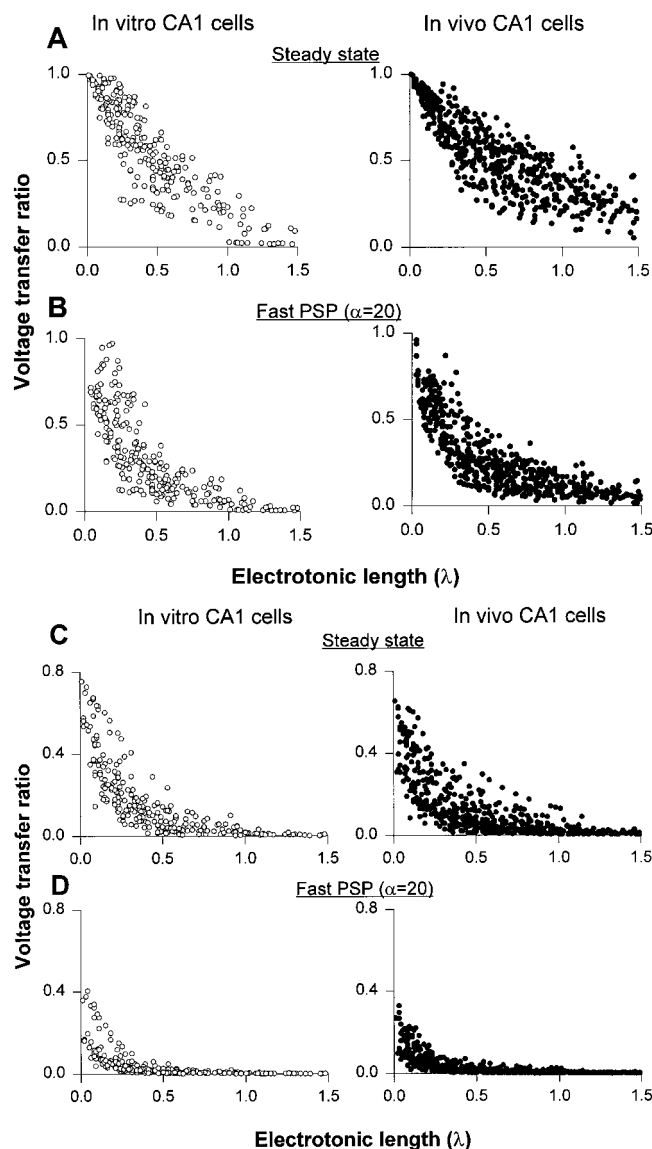 In vitro CA1 cells In vivo CA1 cells
A
Steady state
1.0 1.0
0.5 0.5
0.0 0.0
0.0 0.5 1.0 1.5 0.0 0.5 1.0 1.5
Voltage transfer ratio
B
Fast PSP (α=20)
1.0 1.0
0.5 0.5
0.0 0.0
0.0 0.5 1.0 1.5 0.0 0.5 1.0 1.5
Electrotonic length (λ)
In vitro CA1 cells In vivo CA1 cells
C
Steady state
0.8 0.8
0.4 0.4
0.0 0.0
0.0 0.5 1.0 1.5 0.0 0.5 1.0 1.5
Voltage transfer ratio
D
Fast PSP (α=20)
0.8 0.8
0.4 0.4
0.0 0.0
0.0 0.5 1.0 1.5 0.0 0.5 1.0 1.5
Electrotonic length (λ)